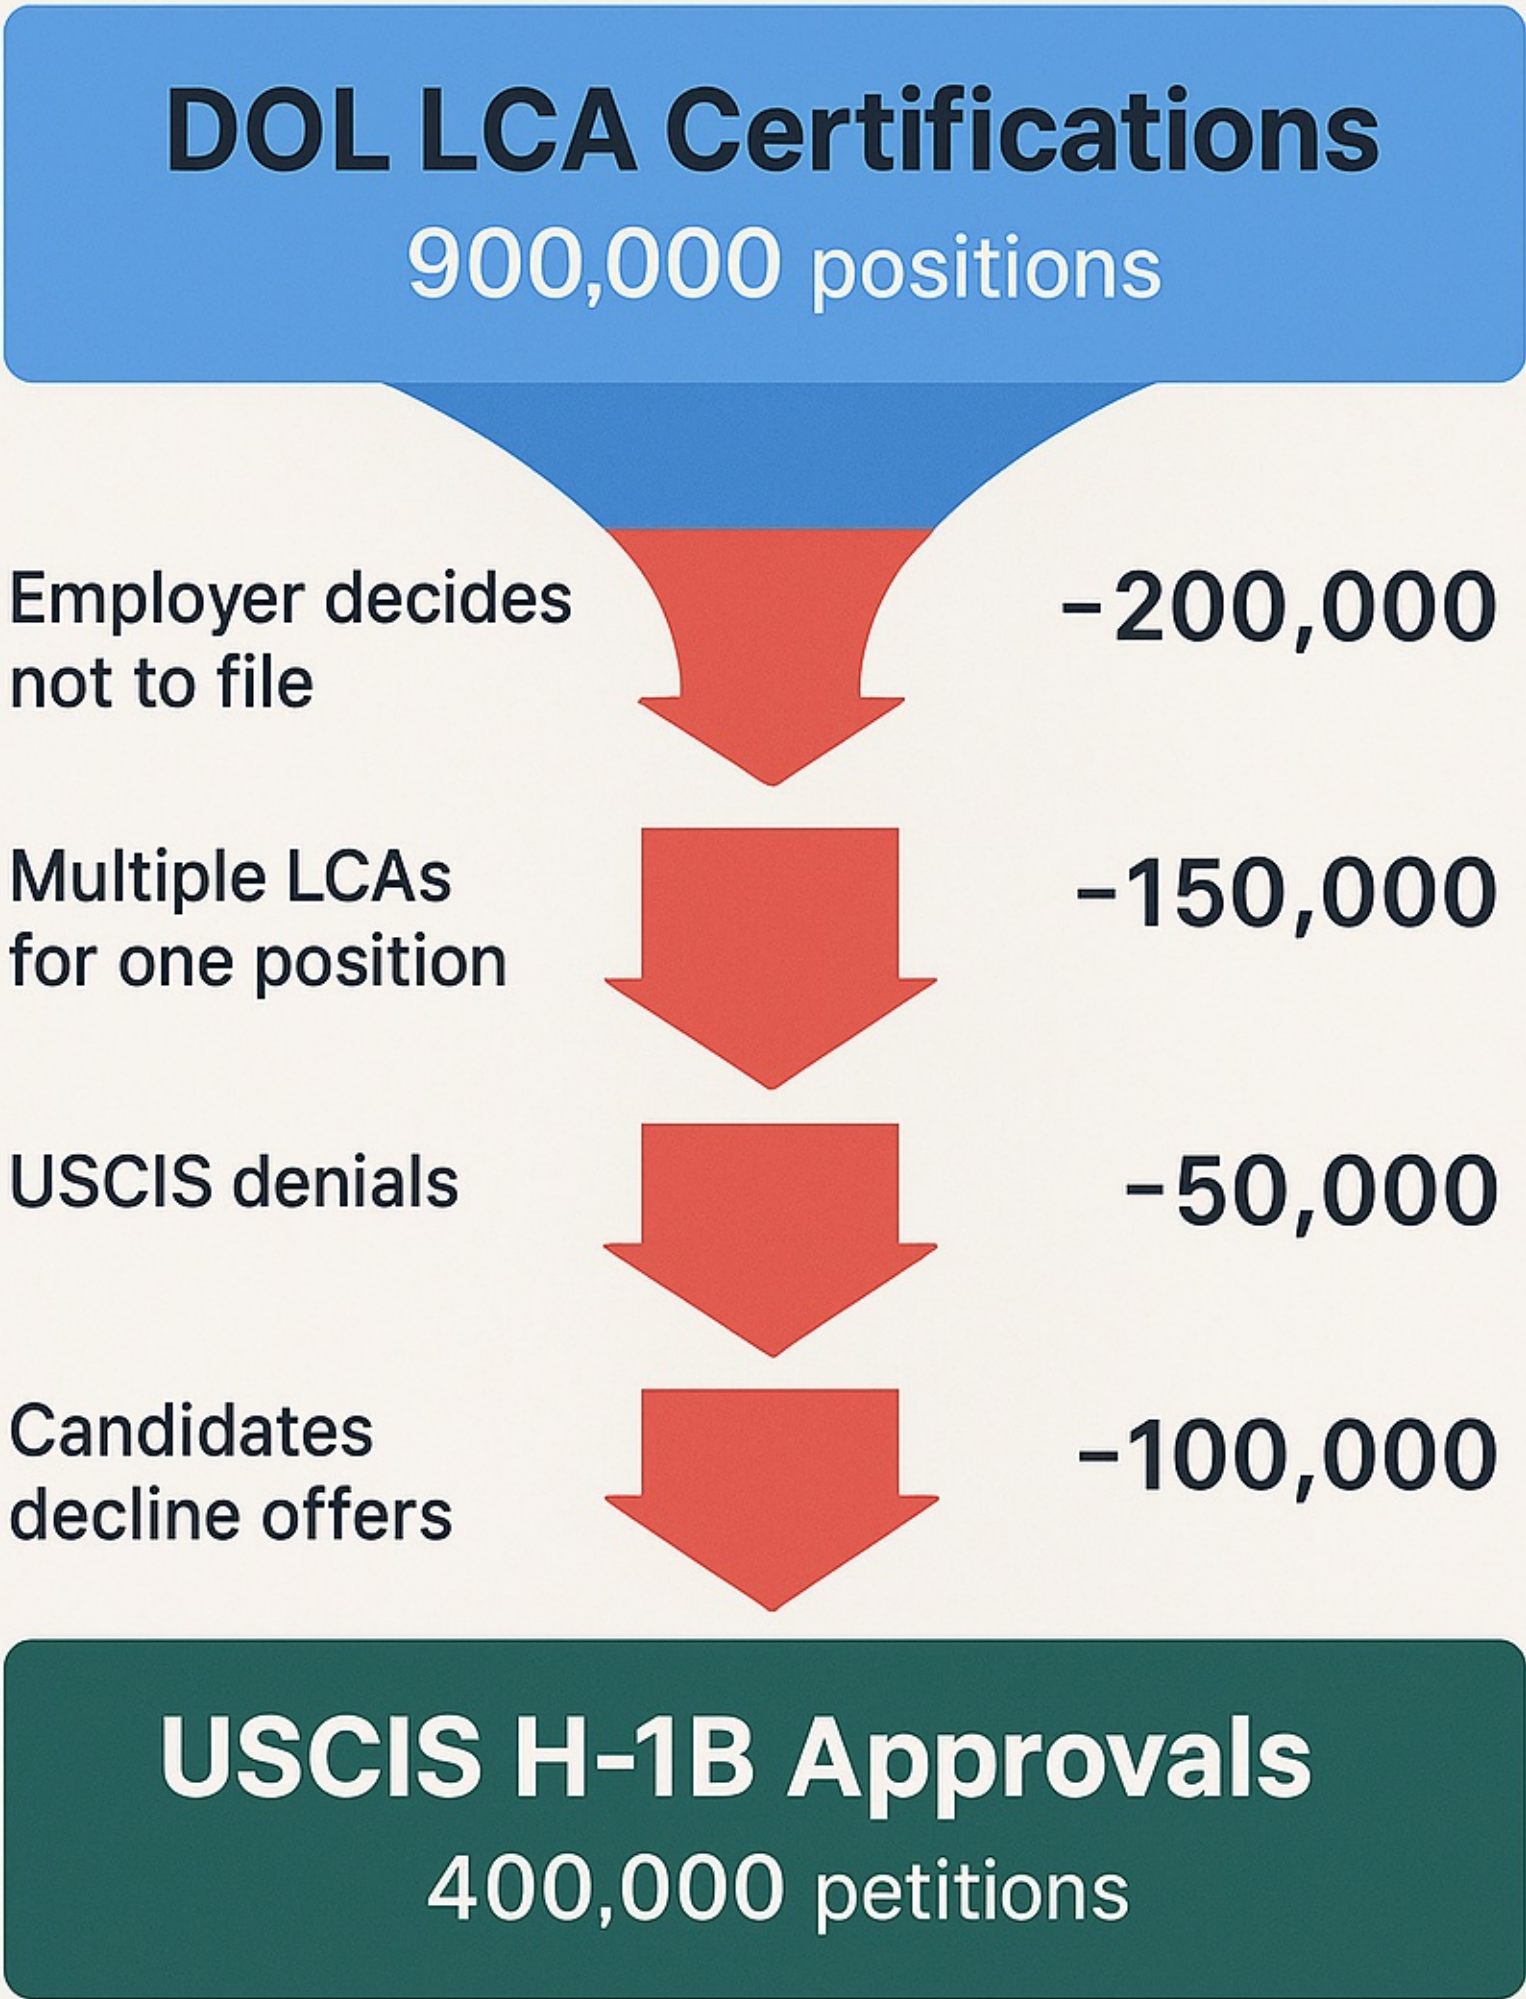 DOL LCA Certifications
900,000 positions
Employer decides
not to file
-200,000
Multiple LCAs
for one position
-150,000
USCIS denials
-50,000
Candidates
decline offers
-100,000
USCIS H-1B Approvals
400,000 petitions